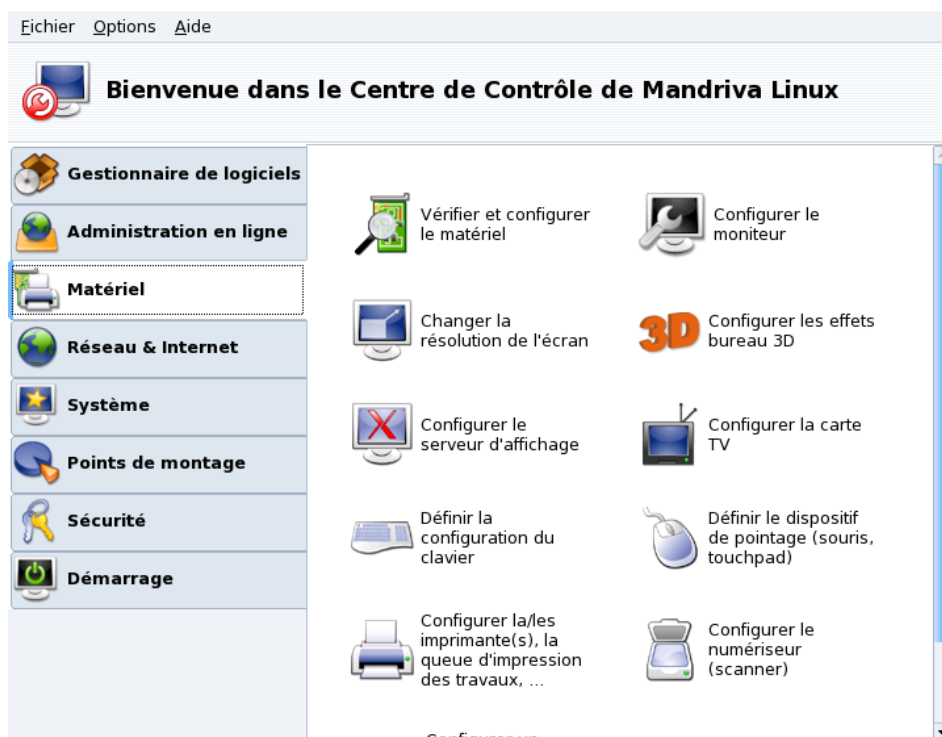 Fichier Options Aide
Bienvenue dans le Centre de Contrôle de Mandriva Linux
Gestionnaire de logiciels
Administration en ligne
Matériel
Réseau & Internet
Système
Points de montage
Sécurité
Démarrage
Vérifier et configurer
le matériel
Configurer le
moniteur
Changer la
résolution de l'écran
3D
Configurer les effets
bureau 3D
Configurer le
serveur d'affichage
Configurer la carte
TV
Définir la
configuration du
clavier
Définir le dispositif
de pointage (souris,
touchpad)
Configurer la/les
imprimante(s), la
queue d'impression
des travaux, ...
Configurer le
numériseur
(scanner)
Configurer un